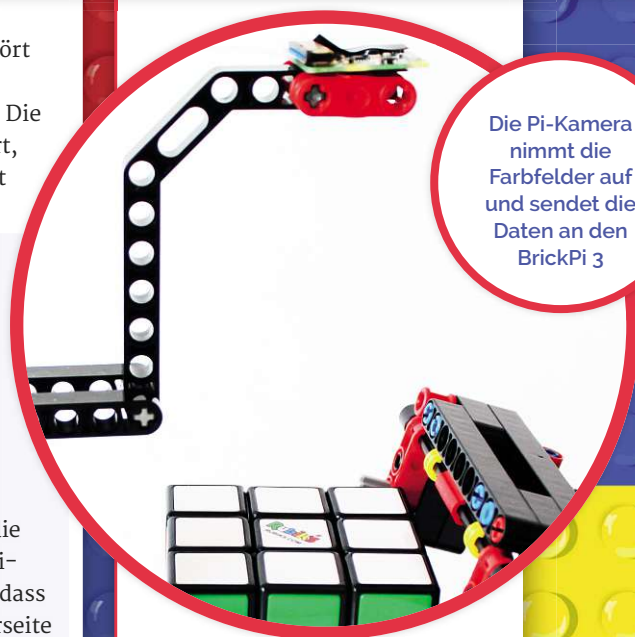 ört
Die
rt,
t
Die Pi-Kamera
nimmt die
Farbfelder auf
und sendet die
Daten an den
BrickPi 3
Rubik's
ie
i-
dass
rseite